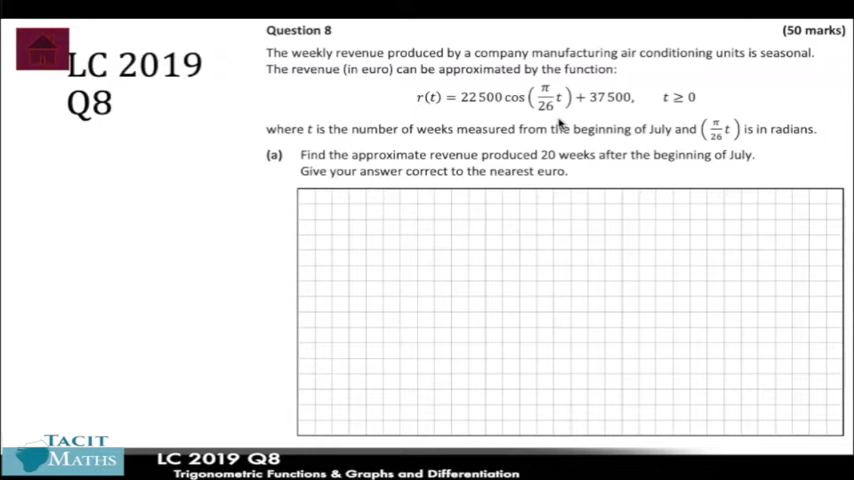 LC 2019
Q8
Question 8 (50 marks)
The weekly revenue produced by a company manufacturing air conditioning units is seasonal.
The revenue (in euro) can be approximated by the function:
r(t) = 22 500 cos (π/26 t) + 37 500, t ≥ 0
where t is the number of weeks measured from the beginning of July and (π/26 t) is in radians.
(a) Find the approximate revenue produced 20 weeks after the beginning of July.
Give your answer correct to the nearest euro.
TACIT
MATHS
LC 2019 Q8
Trigonometric Functions & Graphs and Differentiation